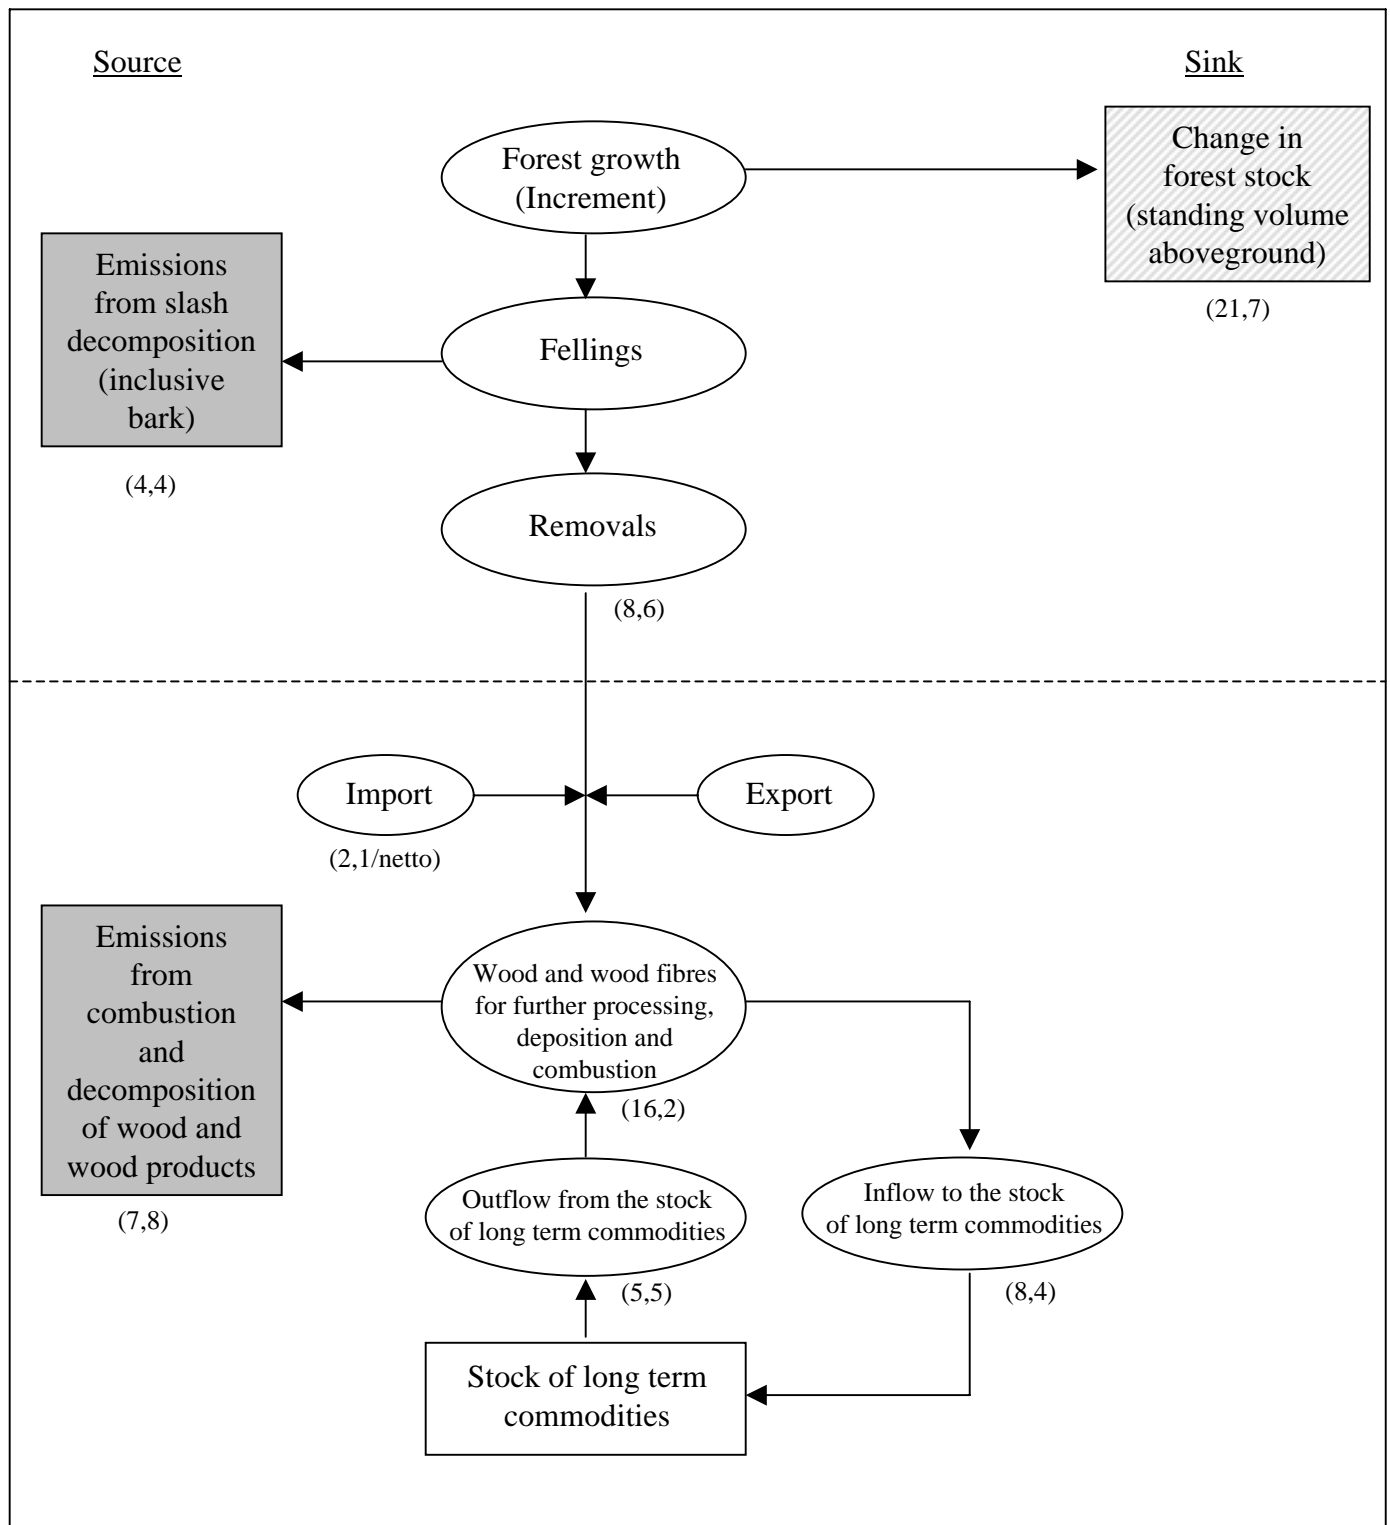 Source
Sink
Forest growth
(Increment)
Change in
forest stock
(standing volume
aboveground)
(21,7)
Emissions
from slash
decomposition
(inclusive
bark)
(4,4)
Fellings
Removals
(8,6)
Import
(2,1/netto)
Export
Emissions
from
combustion
and
decomposition
of wood and
wood products
(7,8)
Wood and wood fibres
for further processing,
deposition and
combustion
(16,2)
Outflow from the stock
of long term commodities
(5,5)
Inflow to the stock
of long term commodities
(8,4)
Stock of long term
commodities